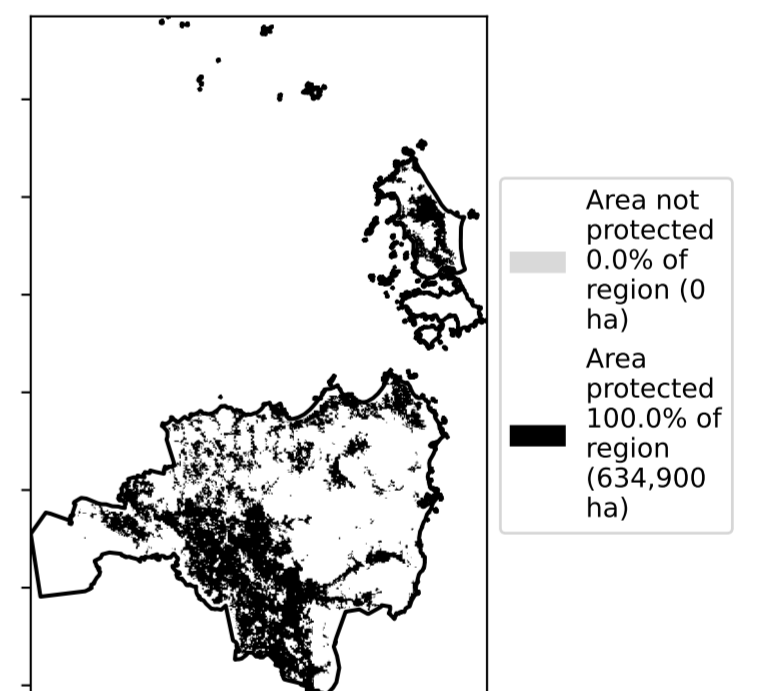 Area not
protected
0.0% of
region (0
ha)
Area
protected
100.0% of
region
(634,900
ha)